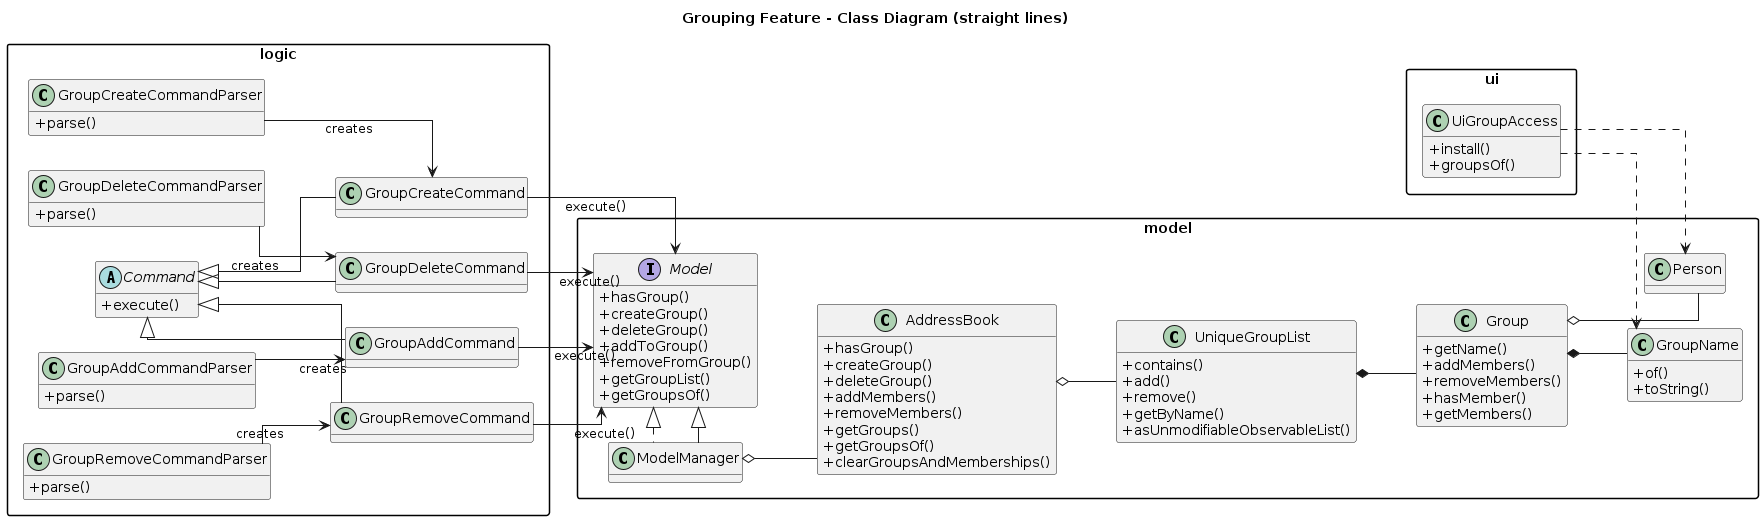 Grouping Feature - Class Diagram (straight lines)
logic
C GroupCreateCommandParser
+parse()
creates
C GroupDeleteCommandParser
+parse()
creates
A Command
+execute()
C GroupAddCommandParser
+parse()
creates
C GroupRemoveCommandParser
+parse()
creates
C GroupCreateCommand
C GroupDeleteCommand
C GroupAddCommand
C GroupRemoveCommand
execute()
execute()
execute()
execute()
model
I Model
+hasGroup()
+createGroup()
+deleteGroup()
+addToGroup()
+removeFromGroup()
+getGroupList()
+getGroupsOf()
C ModelManager
C AddressBook
+hasGroup()
+createGroup()
+deleteGroup()
+addMembers()
+removeMembers()
+getGroups()
+getGroupsOf()
+clearGroupsAndMemberships()
C UniqueGroupList
+contains()
+add()
+remove()
+getByName()
+asUnmodifiableObservableList()
C Group
+getName()
+addMembers()
+removeMembers()
+hasMember()
+getMembers()
C Person
C GroupName
+of()
+toString()
ui
C UiGroupAccess
+install()
+groupsOf()